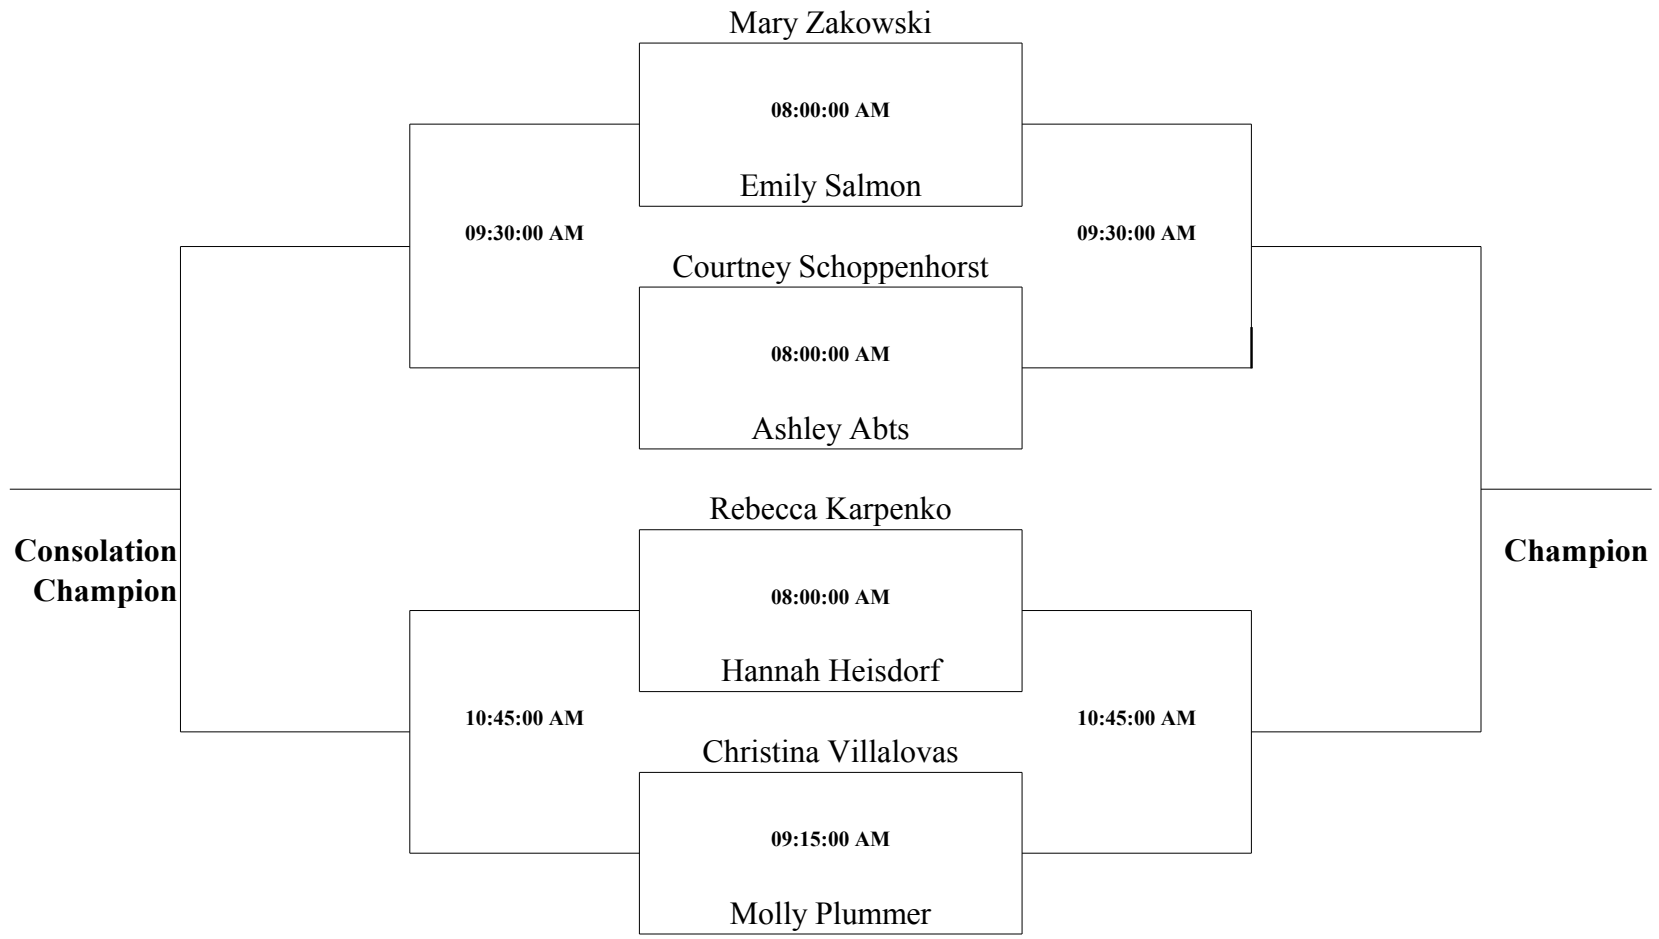 Mary Zakowski
08:00:00 AM
Emily Salmon
09:30:00 AM
09:30:00 AM
Courtney Schoppenhorst
08:00:00 AM
Ashley Abts
Rebecca Karpenko
Consolation
Champion
Champion
08:00:00 AM
Hannah Heisdorf
10:45:00 AM
10:45:00 AM
Christina Villalovas
09:15:00 AM
Molly Plummer